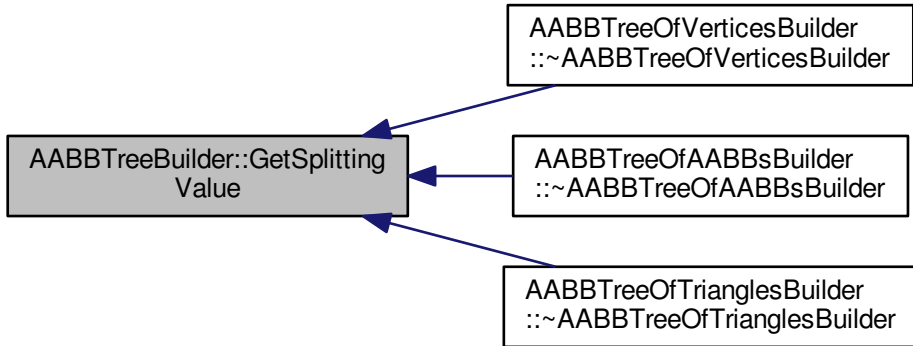 AABBTreeBuilder::GetSplitting
Value
AABBTreeOfVerticesBuilder
::~AABBTreeOfVerticesBuilder
AABBTreeOfAABBsBuilder
::~AABBTreeOfAABBsBuilder
AABBTreeOfTrianglesBuilder
::~AABBTreeOfTrianglesBuilder